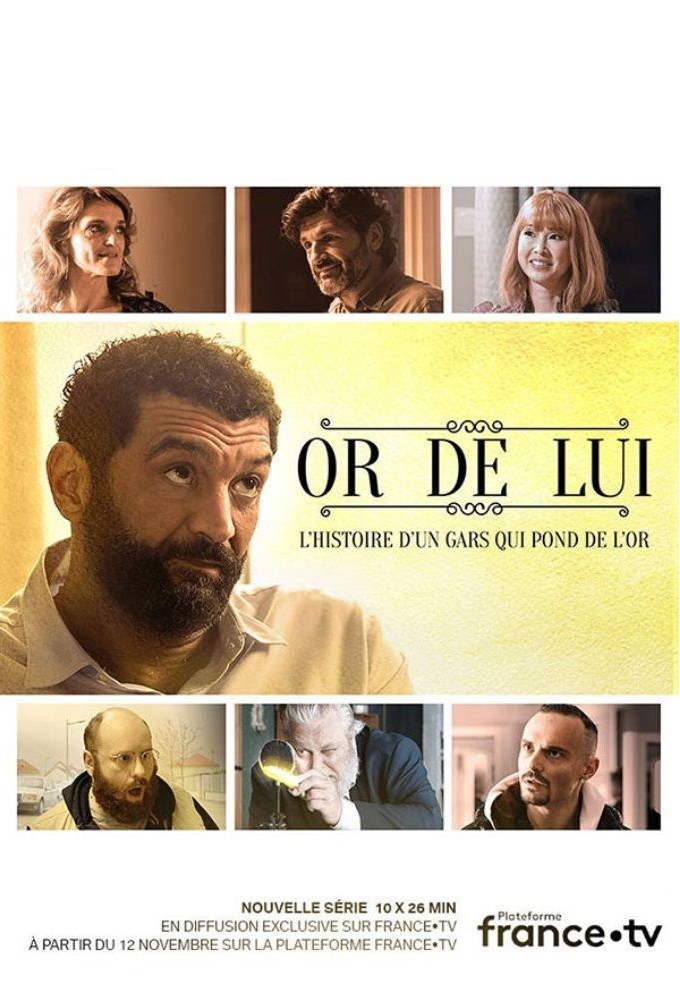 OR DE LUI
L'HISTOIRE D'UN GARS QUI POND DE L'OR
NOUVELLE SÉRIE 10 X 26 MIN
EN DIFFUSION EXCLUSIVE SUR FRANCE•TV
À PARTIR DU 12 NOVEMBRE SUR LA PLATEFORME FRANCE•TV
Plateforme
france•tv